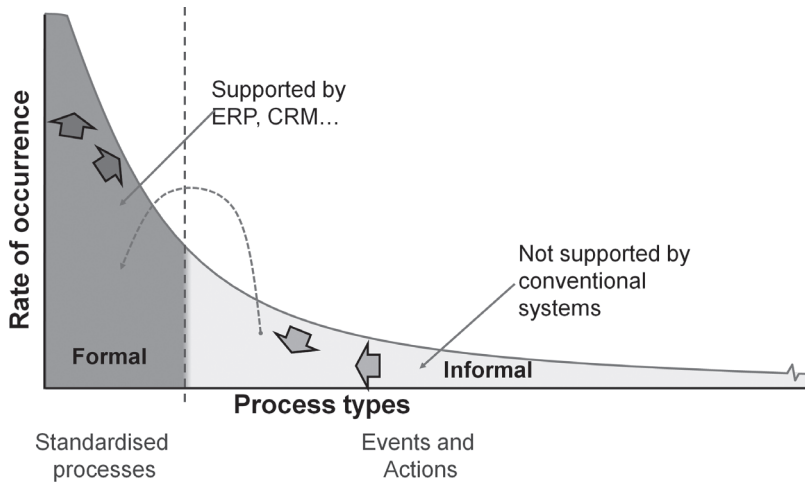 Rate of occurrence
Supported by
ERP, CRM...
Not supported by
conventional
systems
Formal
Informal
Process types
Standardised
processes
Events and
Actions